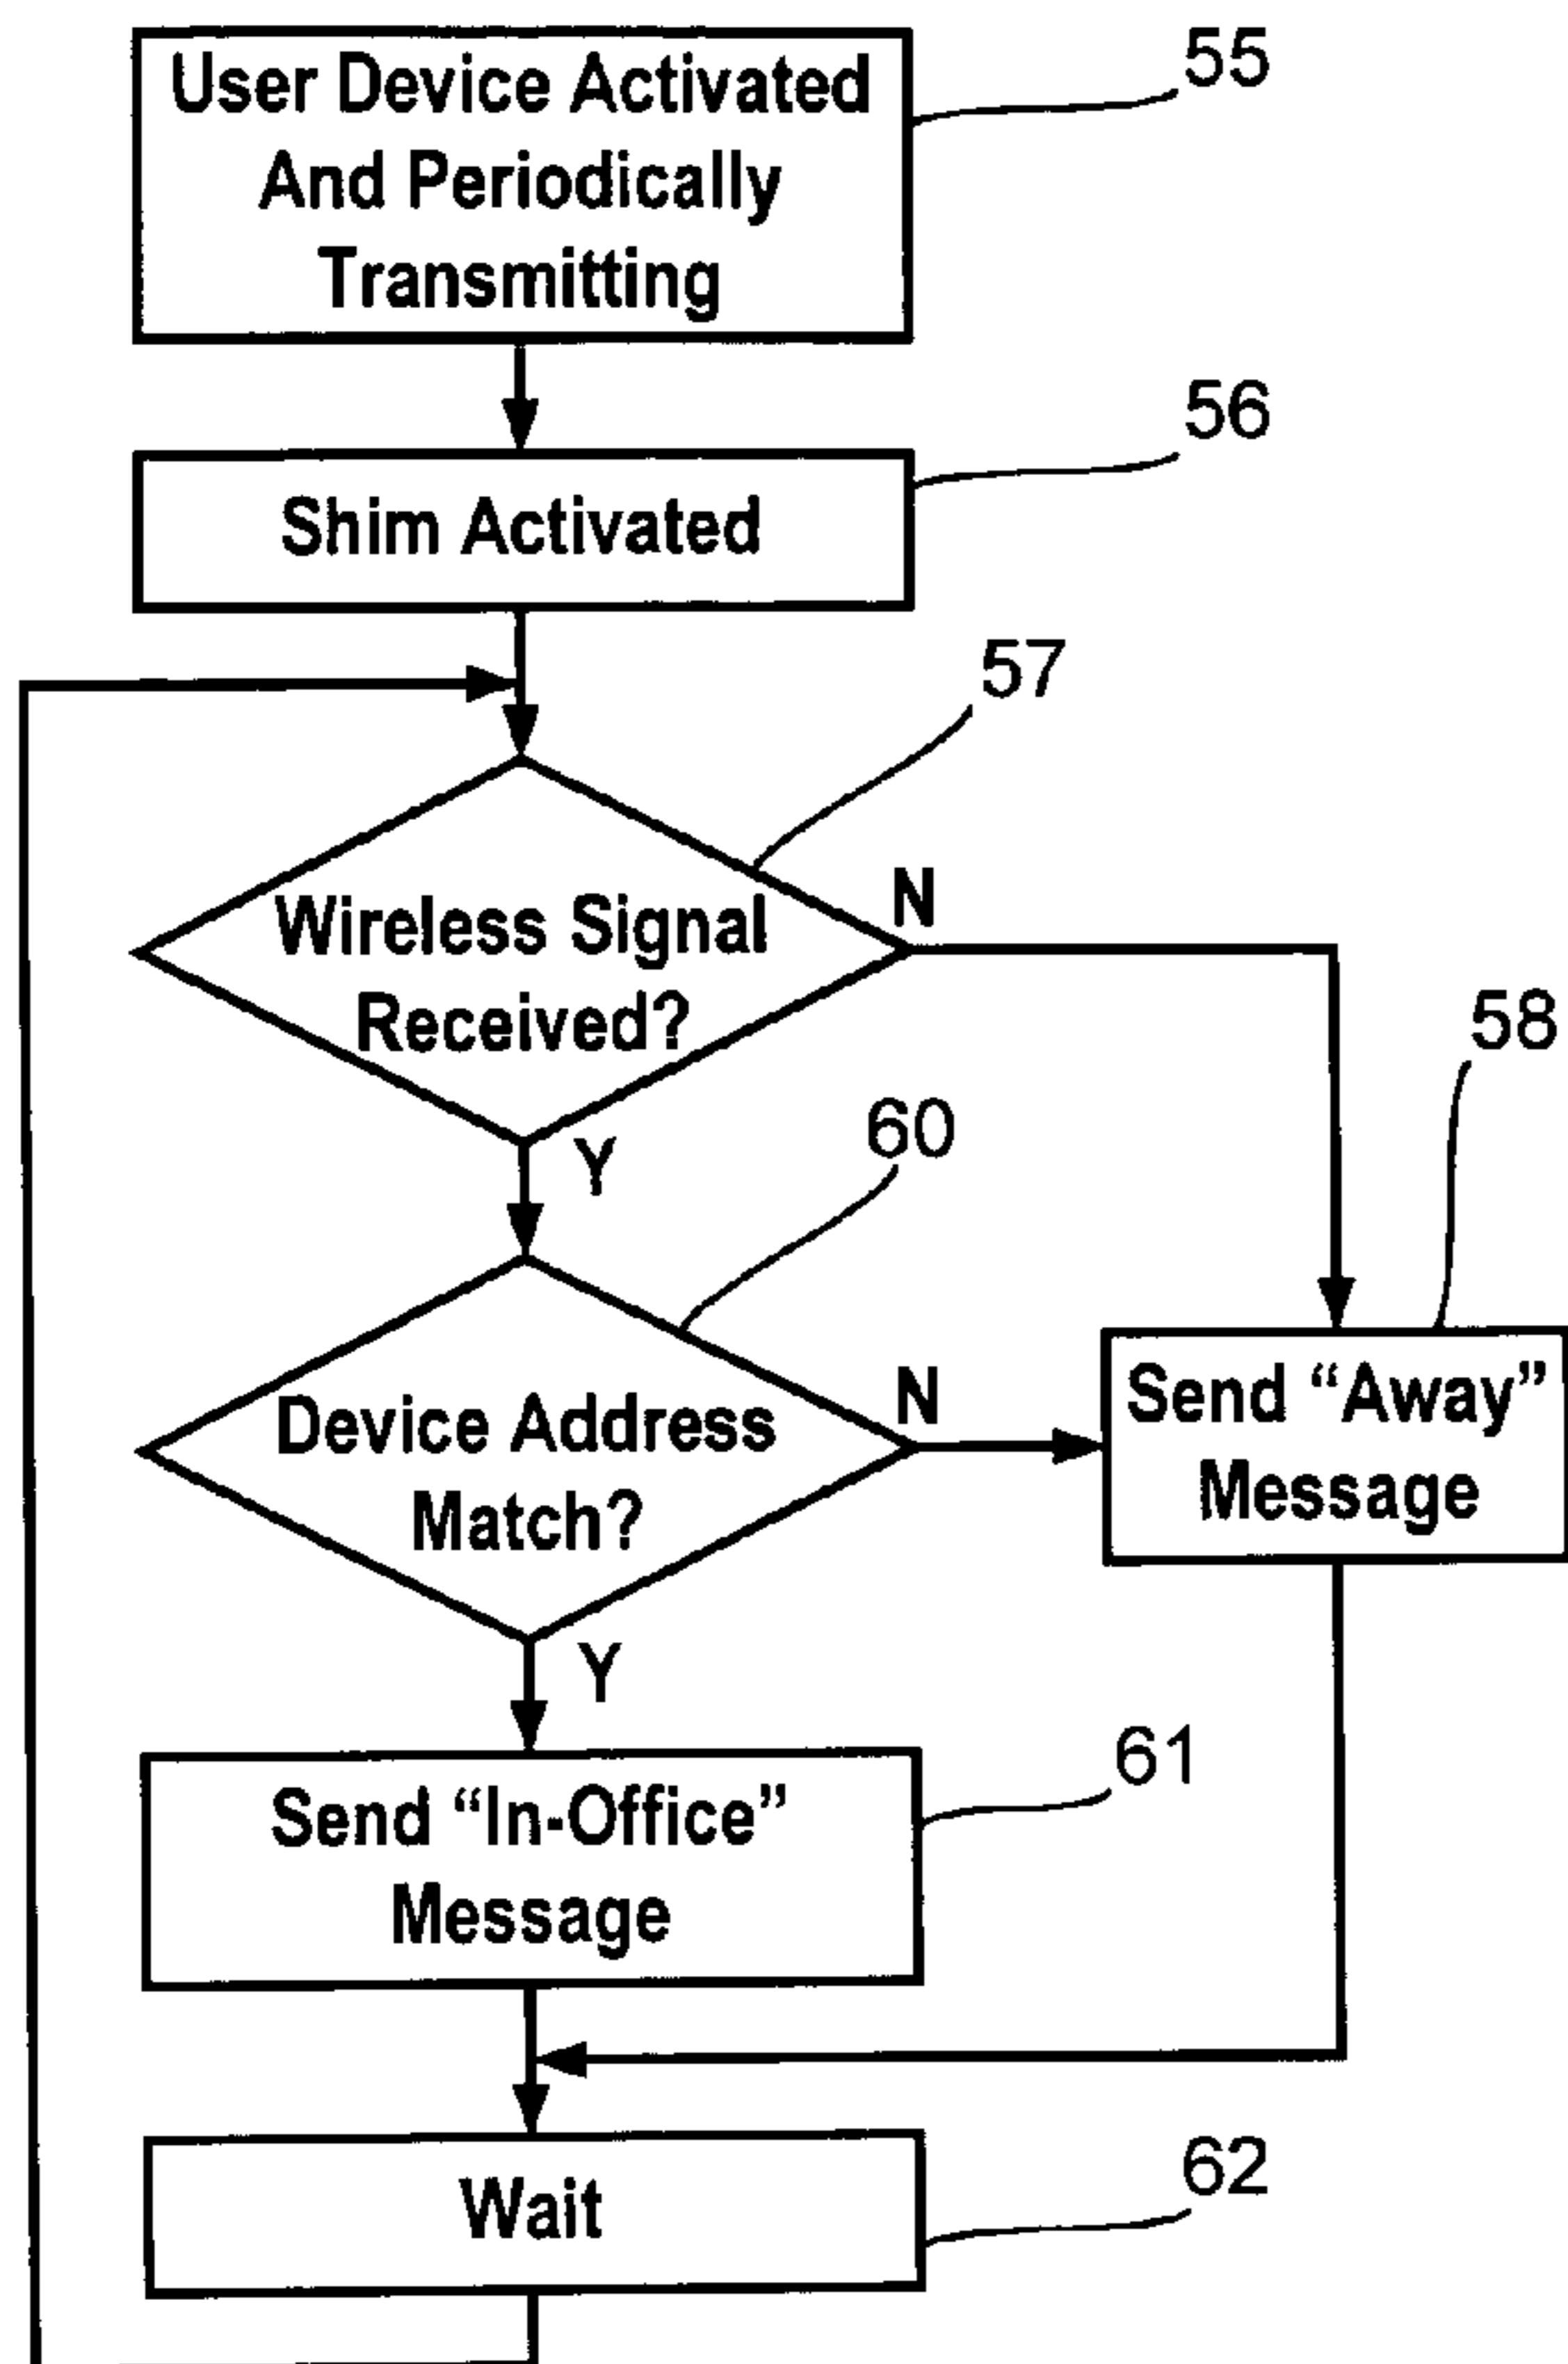 User Device Activated
And Periodically
Transmitting
55
Shim Activated
56
57
Wireless Signal
Received?
N
Y
58
60
Device Address
Match?
N
Y
Send “Away”
Message
Send “In-Office”
Message
61
Wait
62